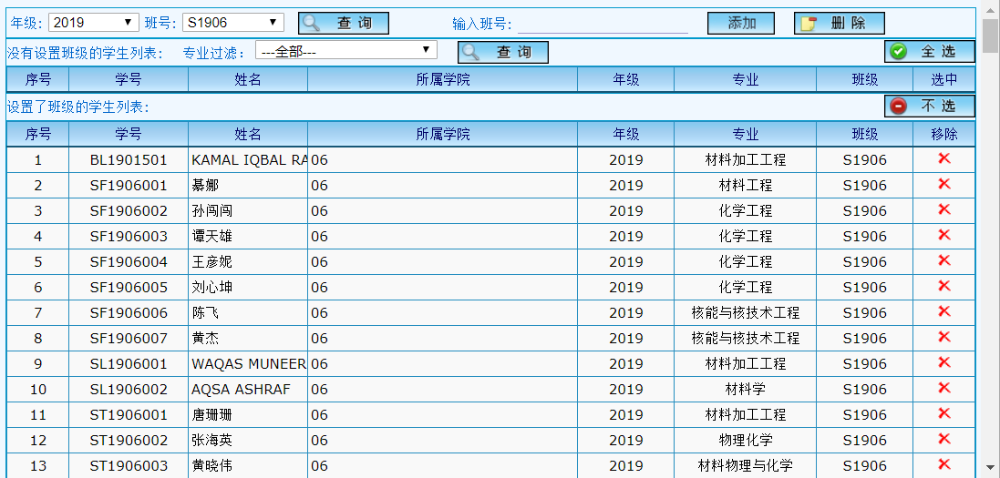 年级: 2019 班号: S1906 查 询 输入班号: 添加 删 除
没有设置班级的学生列表: 专业过滤: ---全部--- 查 询 全 选
序号 学号 姓名 所属学院 年级 专业 班级 选中
设置了班级的学生列表: 不 选
序号 学号 姓名 所属学院 年级 专业 班级 移除
1 BL1901501 KAMAL IQBAL RA 06 2019 材料加工工程 S1906
2 SF1906001 綦娜 06 2019 材料工程 S1906
3 SF1906002 孙闯闯 06 2019 化学工程 S1906
4 SF1906003 谭天雄 06 2019 化学工程 S1906
5 SF1906004 王彦妮 06 2019 化学工程 S1906
6 SF1906005 刘心坤 06 2019 化学工程 S1906
7 SF1906006 陈飞 06 2019 核能与核技术工程 S1906
8 SF1906007 黄杰 06 2019 核能与核技术工程 S1906
9 SL1906001 WAQAS MUNEER 06 2019 材料加工工程 S1906
10 SL1906002 AQSA ASHRAF 06 2019 材料学 S1906
11 ST1906001 唐珊珊 06 2019 材料加工工程 S1906
12 ST1906002 张海英 06 2019 物理化学 S1906
13 ST1906003 黄晓伟 06 2019 材料物理与化学 S1906